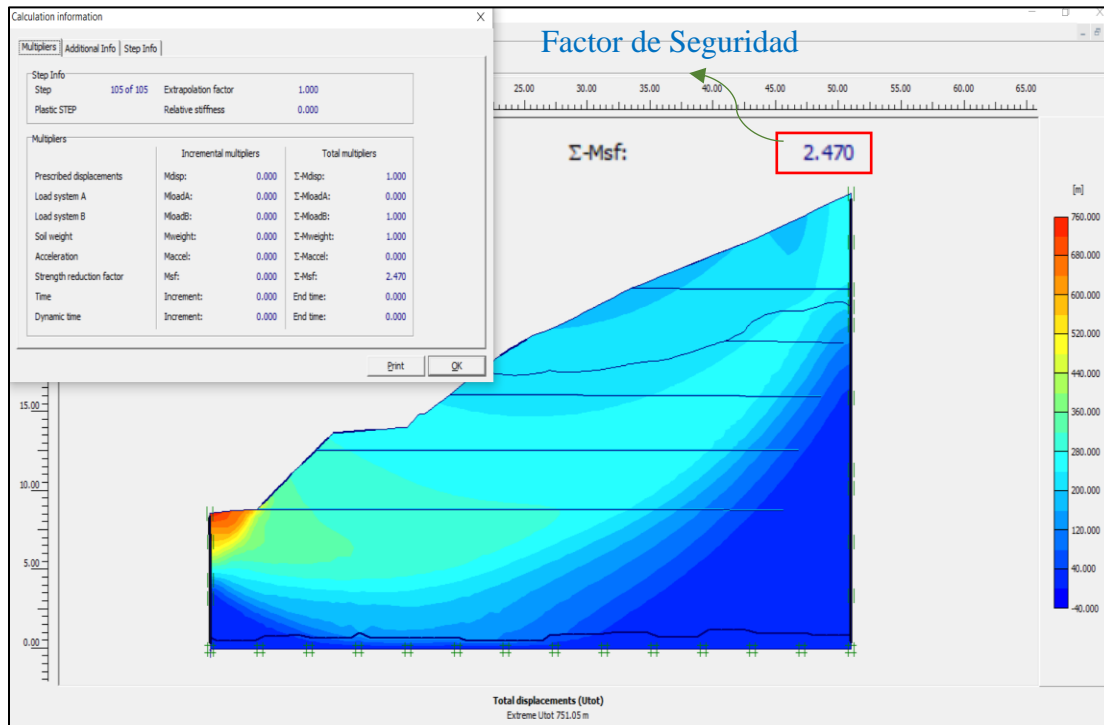 Calculation information X
Multipliers Additional Info Step Info
Step Info
Step 105 of 105 Extrapolation factor 1.000
Plastic STEP Relative stiffness 0.000
Multipliers
Incremental multipliers Total multipliers
Prescribed displacements Mdisp: 0.000 Σ-Mdisp: 1.000
Load system A MloadA: 0.000 Σ-MloadA: 0.000
Load system B MloadB: 0.000 Σ-MloadB: 1.000
Soil weight Mweight: 0.000 Σ-Mweight: 1.000
Acceleration Maccel: 0.000 Σ-Maccel: 0.000
Strength reduction factor Msf: 0.000 Σ-Msf: 2.470
Time Increment: 0.000 End time: 0.000
Dynamic time Increment: 0.000 End time: 0.000
Print OK
Factor de Seguridad
25.00 30.00 35.00 40.00 45.00 50.00 55.00 60.00 65.00
Σ-Msf: 2.470
[m]
760.000
680.000
600.000
520.000
440.000
360.000
280.000
200.000
120.000
40.000
-40.000
15.00
10.00
5.00
0.00
Total displacements (Utot)
Extreme Utot 751.05 m